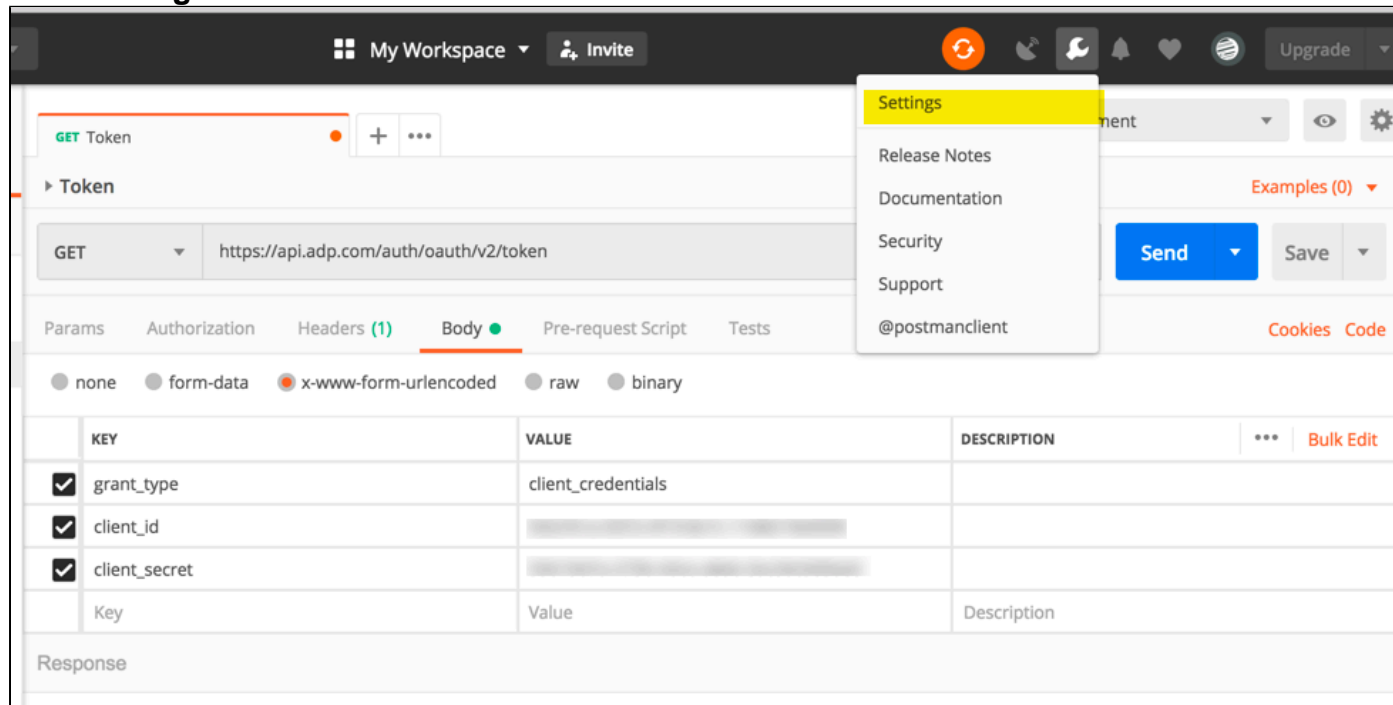 My Workspace Invite Upgrade
Settings
GET Token + •••
Release Notes
Token Examples (0)
Documentation
GET https://api.adp.com/auth/oauth/v2/token Security Send Save
Support
Params Authorization Headers (1) Body Pre-request Script Tests @postmanclient Cookies Code
none form-data x-www-form-urlencoded raw binary
KEY VALUE DESCRIPTION ••• Bulk Edit
grant_type client_credentials
client_id
client_secret
Key Value Description
Response